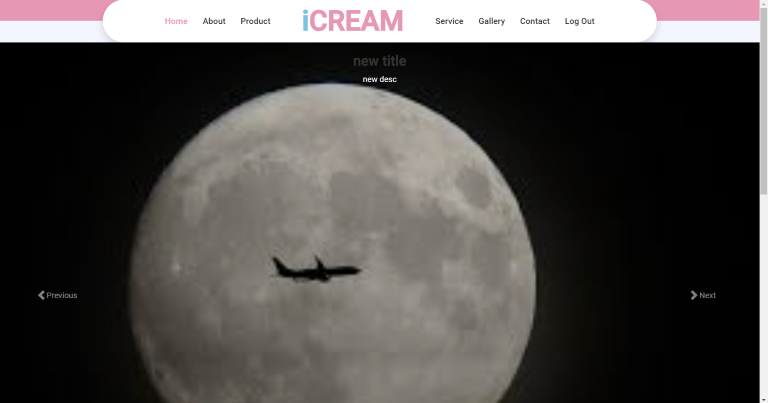 Home About Product iCREAM Service Gallery Contact Log Out
new title
new desc
Previous Next